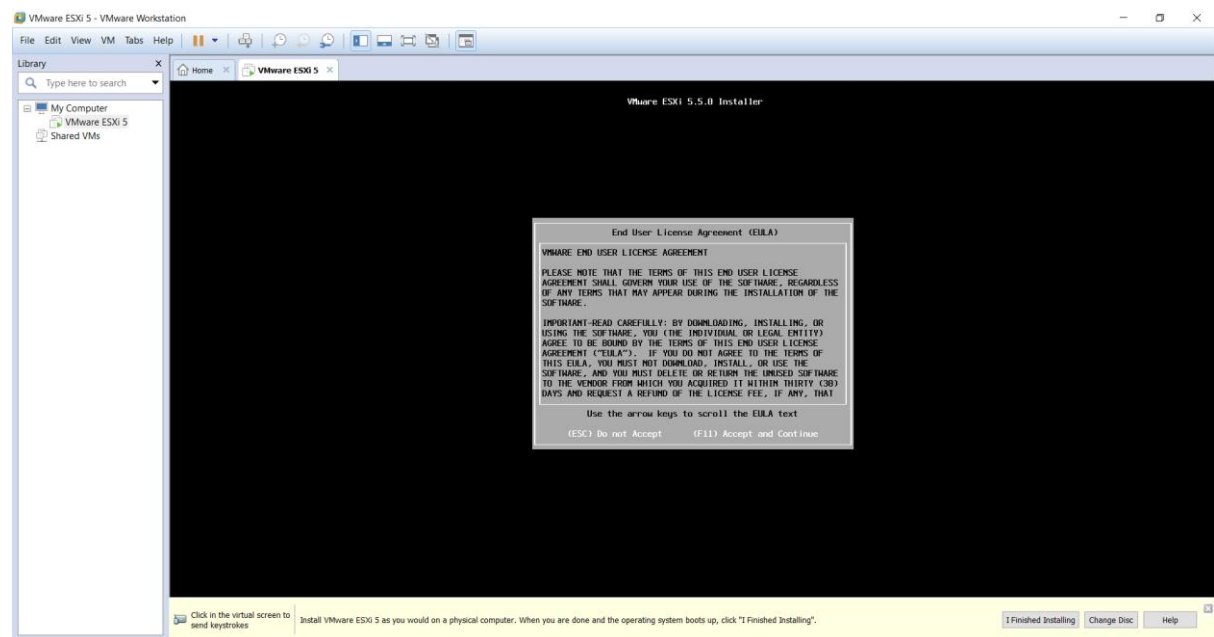 VMware ESXi 5 - VMware Workstation
File Edit View VM Tabs Help
Library X
Home × VMware ESXi 5 ×
Type here to search
My Computer
VMware ESXi 5
Shared VMs
VMware ESXi 5.5.0 Installer
End User License Agreement (EULA)
VMWARE END USER LICENSE AGREEMENT
PLEASE NOTE THAT THE TERMS OF THIS END USER LICENSE
AGREEMENT SHALL GOVERN YOUR USE OF THE SOFTWARE, REGARDLESS
OF ANY TERMS THAT MAY APPEAR DURING THE INSTALLATION OF THE
SOFTWARE.
IMPORTANT-READ CAREFULLY: BY DOWNLOADING, INSTALLING, OR
USING THE SOFTWARE, YOU (THE INDIVIDUAL OR LEGAL ENTITY)
AGREE TO BE BOUND BY THE TERMS OF THIS END USER LICENSE
AGREEMENT ("EULA"). IF YOU DO NOT AGREE TO THE TERMS OF
THIS EULA, YOU MUST NOT DOWNLOAD, INSTALL, OR USE THE
SOFTWARE, AND YOU MUST DELETE OR RETURN THE UNUSED SOFTWARE
TO THE VENDOR FROM WHICH YOU ACQUIRED IT WITHIN THIRTY (30)
DAYS AND REQUEST A REFUND OF THE LICENSE FEE, IF ANY, THAT
Use the arrow keys to scroll the EULA text
(ESC) Do not Accept (F11) Accept and Continue
Click in the virtual screen to
send keystrokes
Install VMware ESXi 5 as you would on a physical computer. When you are done and the operating system boots up, click "I Finished Installing".
I Finished Installing Change Disc Help